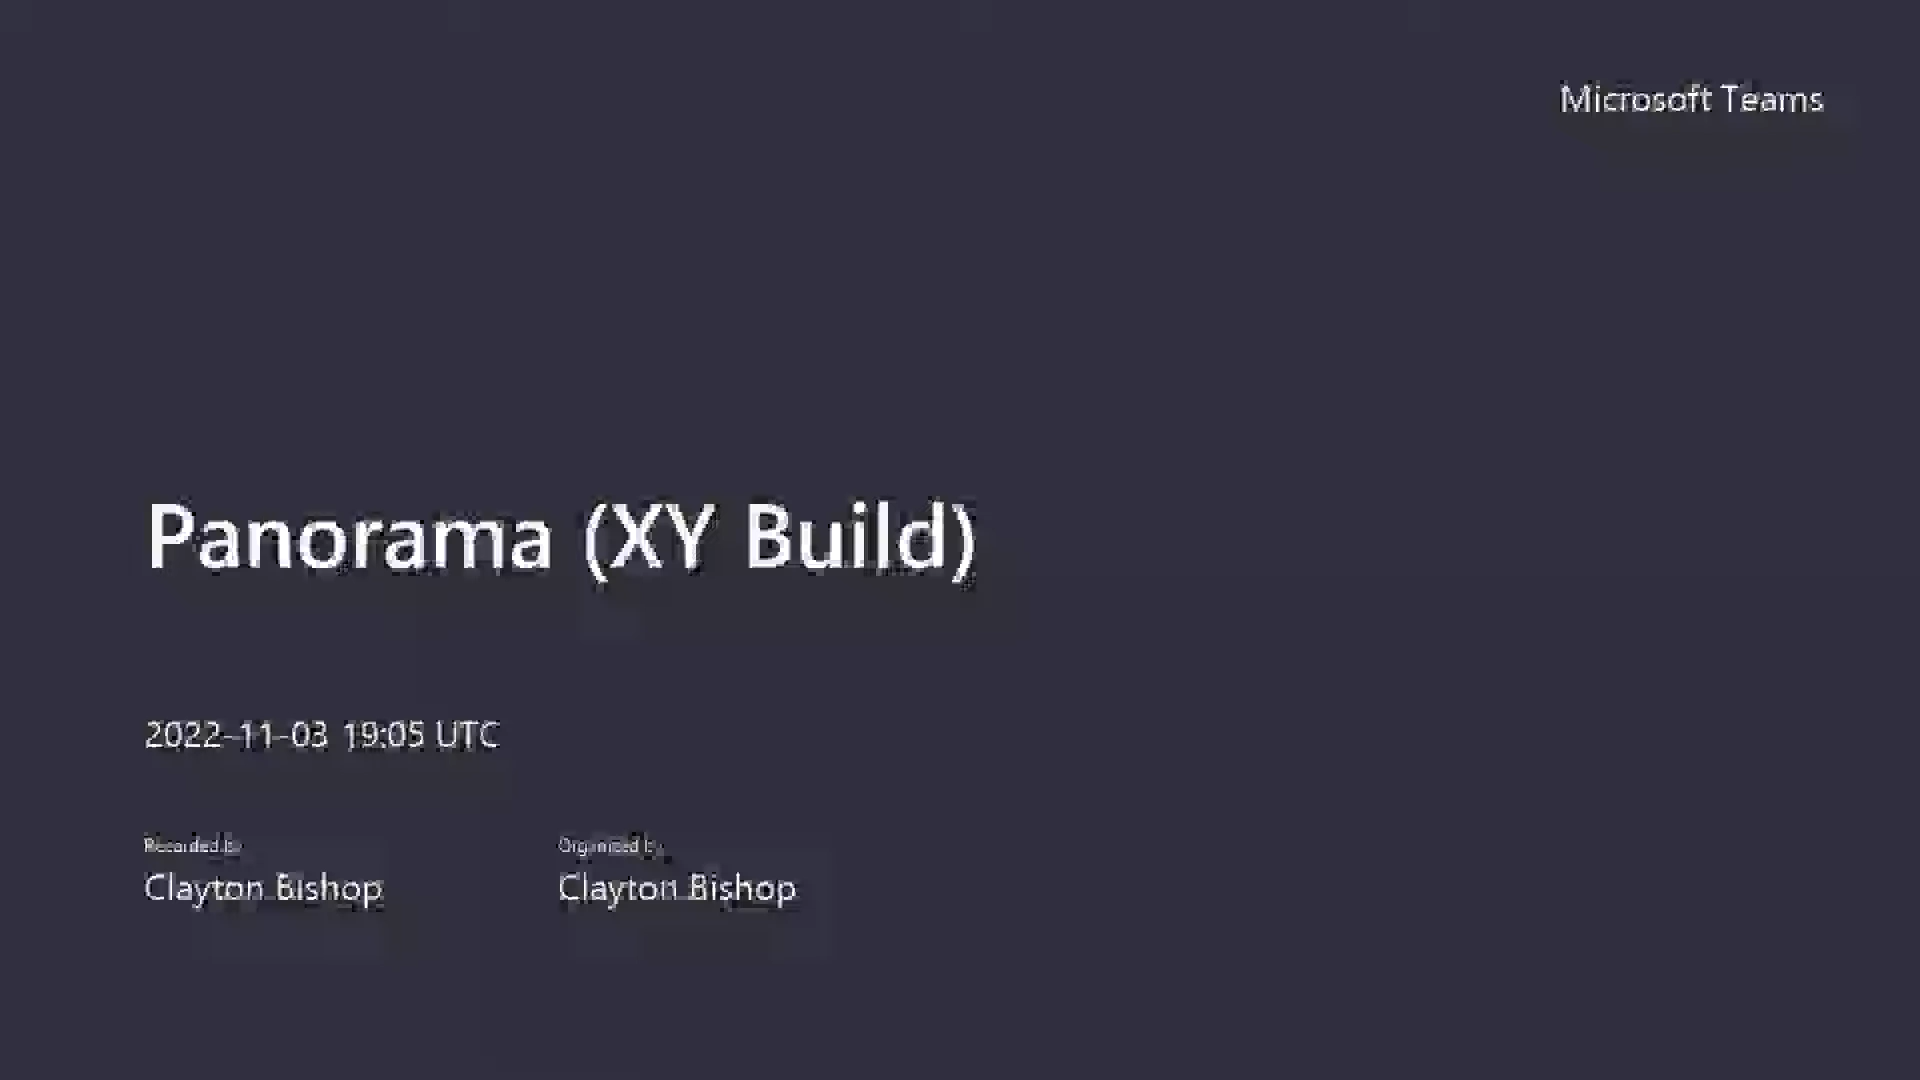 Microsoft Teams
Panorama (XY Build)
2022-11-03 19:05 UTC
Recorded by
Organized by
Clayton Bishop
Clayton Bishop